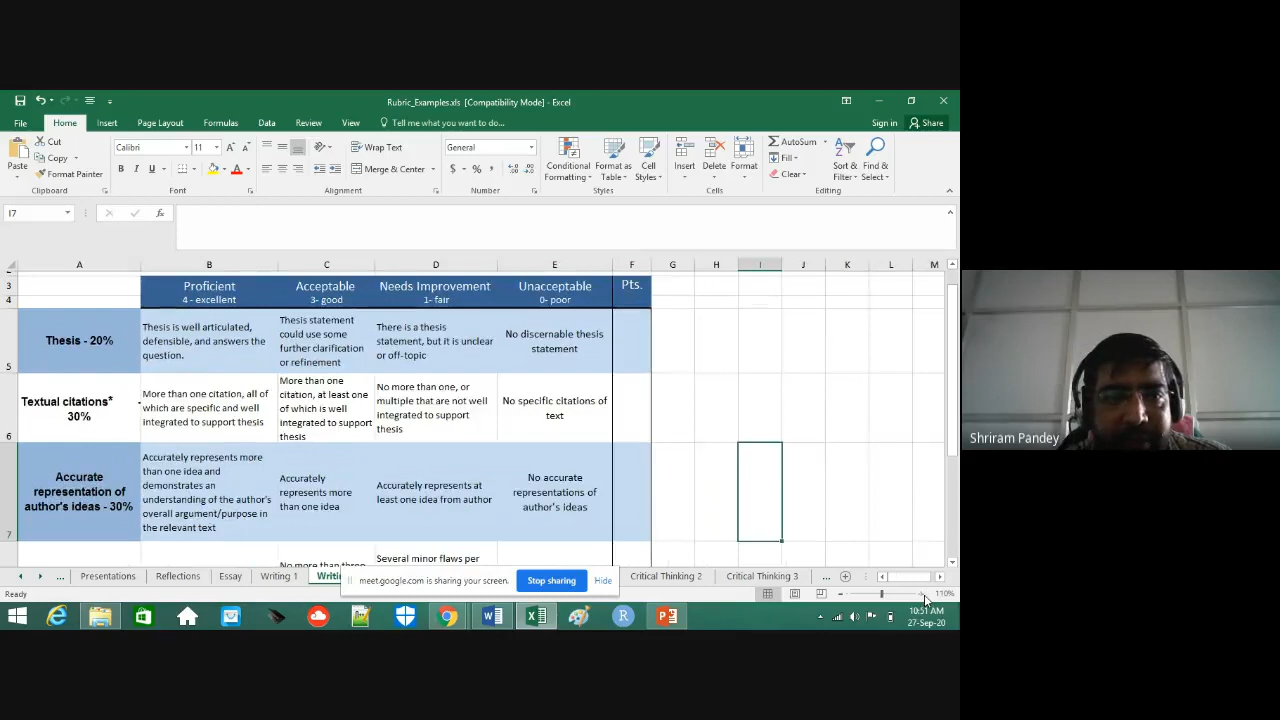 Rubric_Examples.xls [Compatibility Mode] - Excel
File Home Insert Page Layout Formulas Data Review View Tell me what you want to do... Sign in Share
Paste Cut Copy Format Painter Clipboard
Calibri 11 A A B I U A Font
Wrap Text Merge & Center Alignment
General $ % , Number
Conditional Formatting Format as Table Cell Styles Styles
Insert Delete Format Cells
AutoSum Fill Clear Sort & Filter Find & Select Editing
I7 fx
A B C D E F G H I J K L M
3 Proficient Acceptable Needs Improvement Unacceptable Pts.
4 4 - excellent 3- good 1- fair 0- poor
Thesis - 20%
Thesis is well articulated,
defensible, and answers the
question.
Thesis statement
could use some
further clarification
or refinement
There is a thesis
statement, but it is unclear
or off-topic
No discernable thesis
statement
5
Textual citations*
30%
More than one citation, all of
which are specific and well
integrated to support thesis
More than one
citation, at least one
of which is well
integrated to support
thesis
No more than one, or
multiple that are not well
integrated to support
thesis
No specific citations of
text
6
Accurate
representation of
author's ideas - 30%
Accurately represents more
than one idea and
demonstrates an
understanding of the author's
overall argument/purpose in
the relevant text
Accurately
represents more
than one idea
Accurately represents at
least one idea from author
No accurate
representations of
author's ideas
7
No more than three
Several minor flaws per
... Presentations Reflections Essay Writing 1 Critical Thinking 2 Critical Thinking 3 ...
meet.google.com is sharing your screen. Stop sharing Hide
Ready 110%
10:51 AM
27-Sep-20
Shriram Pandey